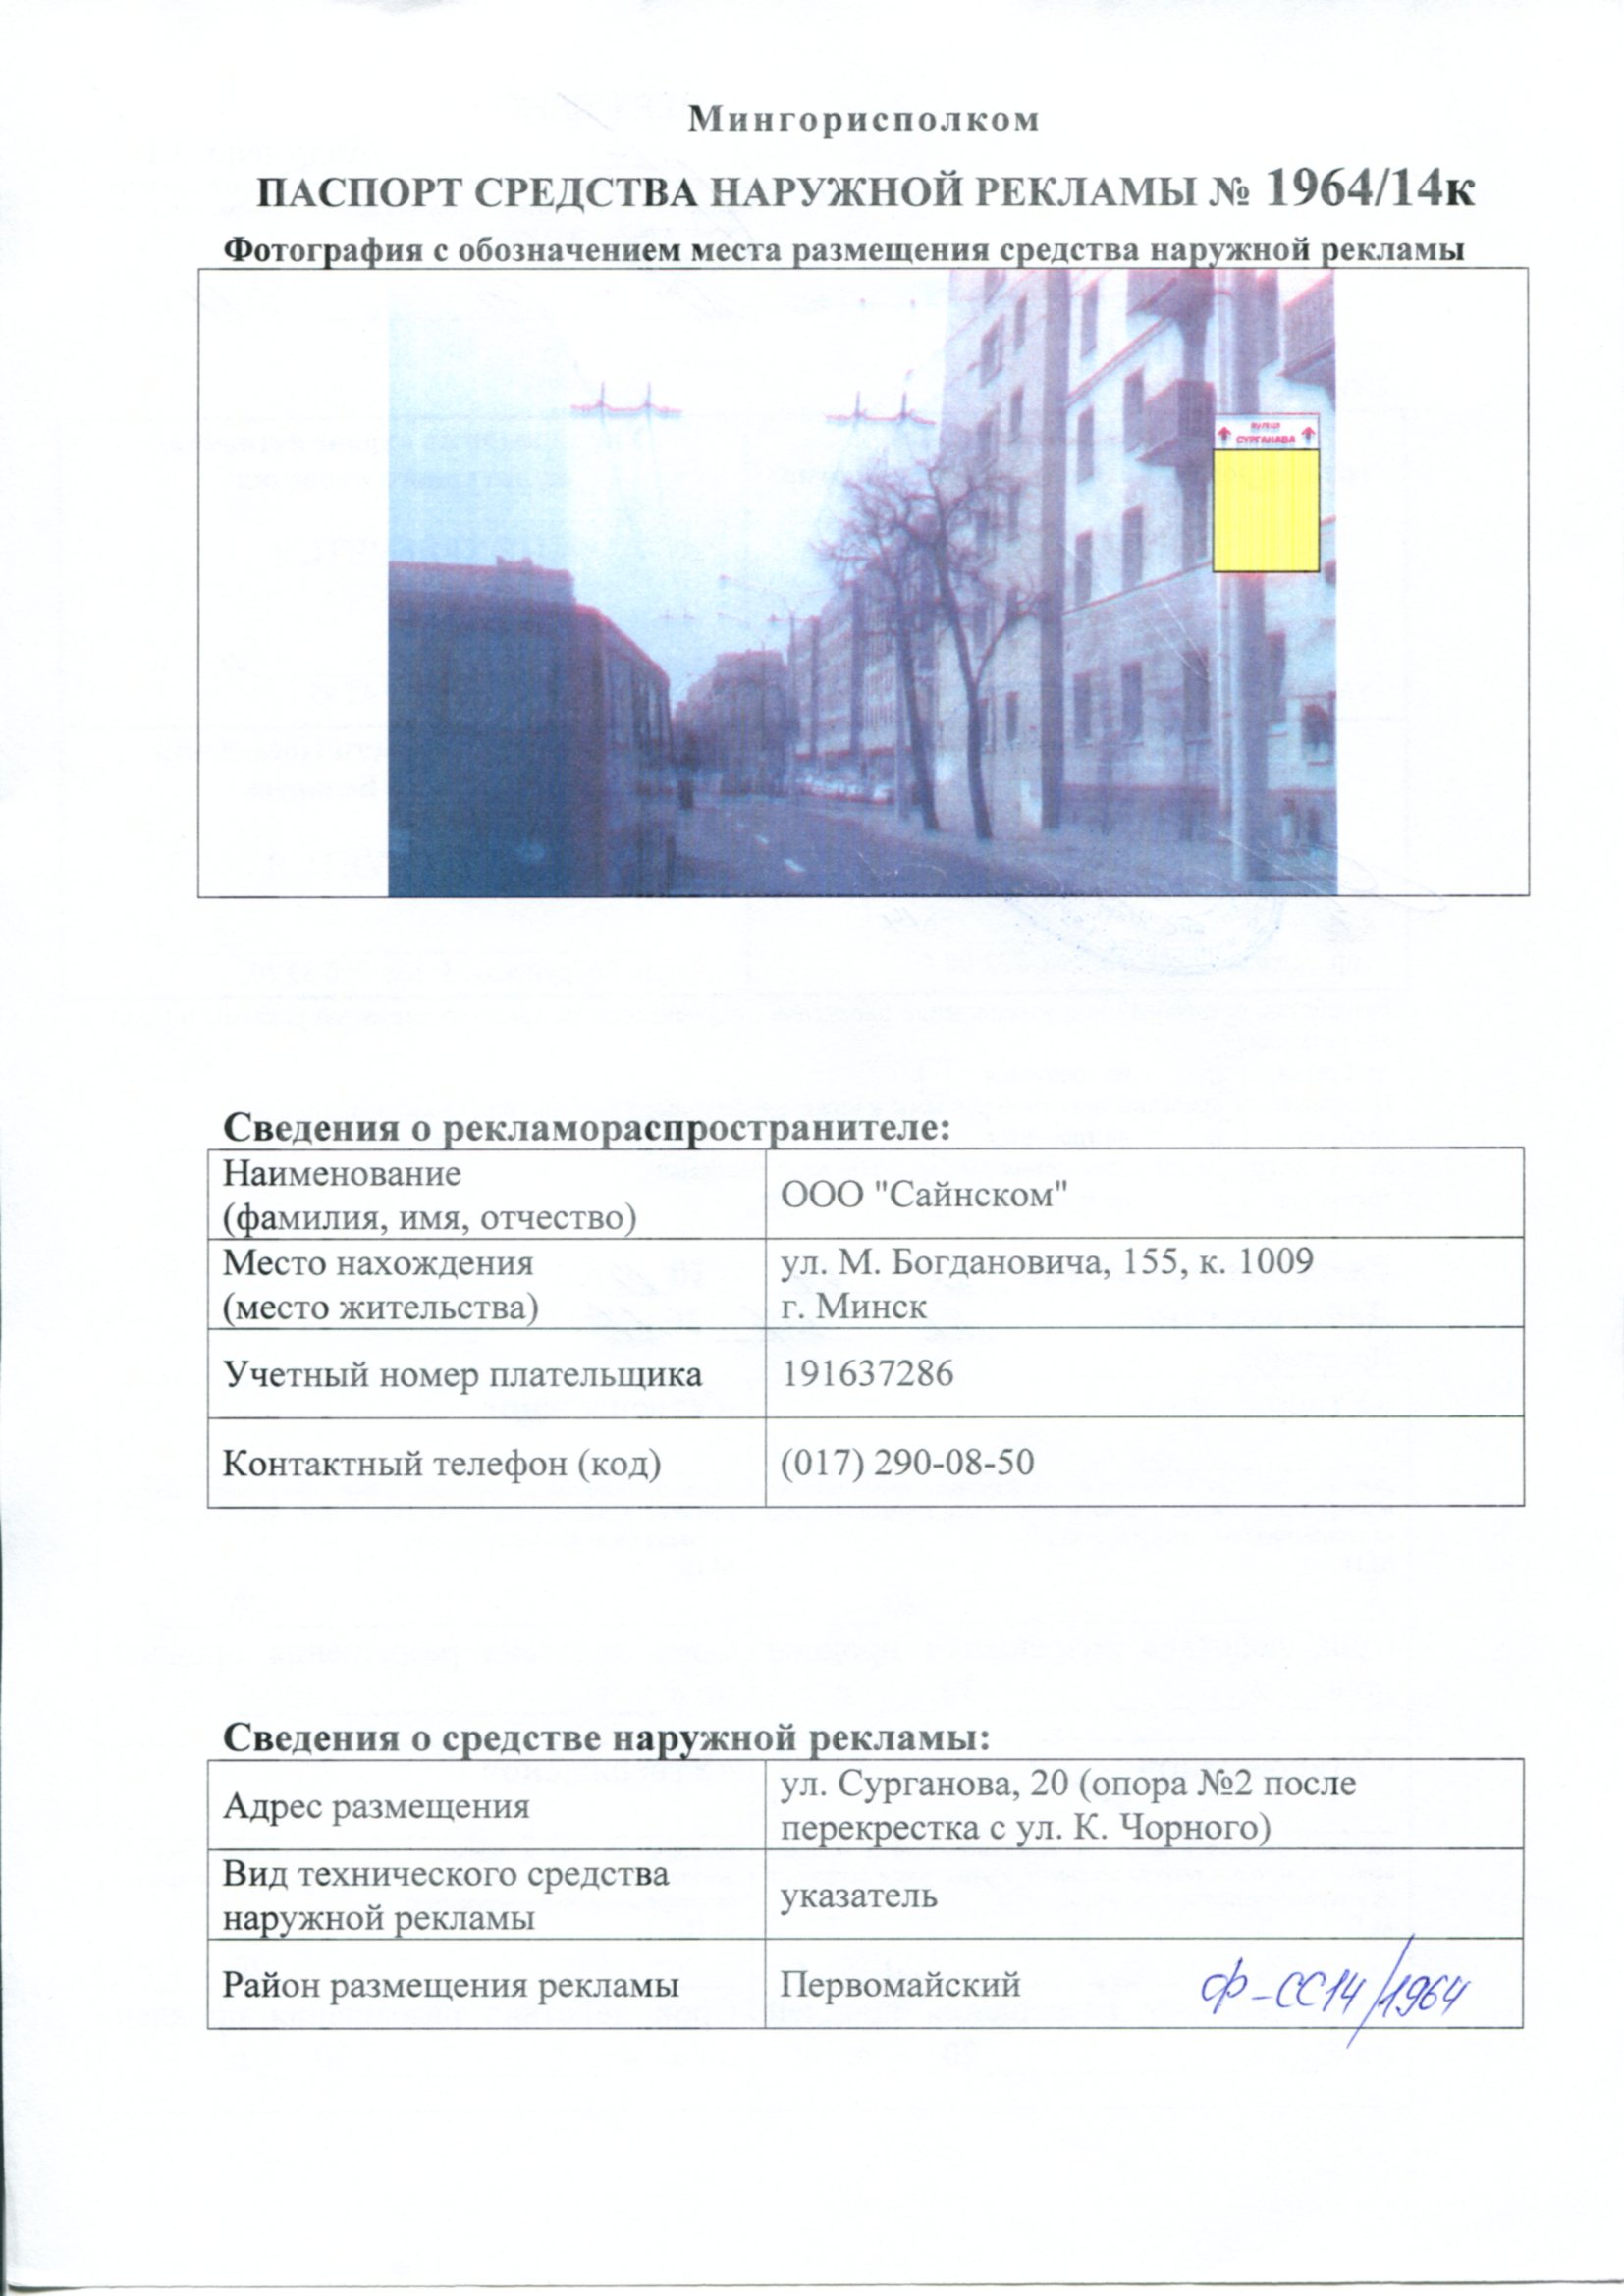 Мингорисполком
ПАСПОРТ СРЕДСТВА НАРУЖНОЙ РЕКЛАМЫ № 1964/14к
Фотография с обозначением места размещения средства наружной рекламы
СУРГАНАВА
Сведения о рекламораспространителе:
Наименование
(фамилия, имя, отчество)
ООО "Сайнском"
Место нахождения
(место жительства)
ул. М. Богдановича, 155, к. 1009
г. Минск
Учетный номер плательщика
191637286
Контактный телефон (код)
(017) 290-08-50
Сведения о средстве наружной рекламы:
Адрес размещения
ул. Сурганова, 20 (опора №2 после
перекрестка с ул. К. Чорного)
Вид технического средства
наружной рекламы
указатель
Район размещения рекламы
Первомайский
Ф-СС14/1964